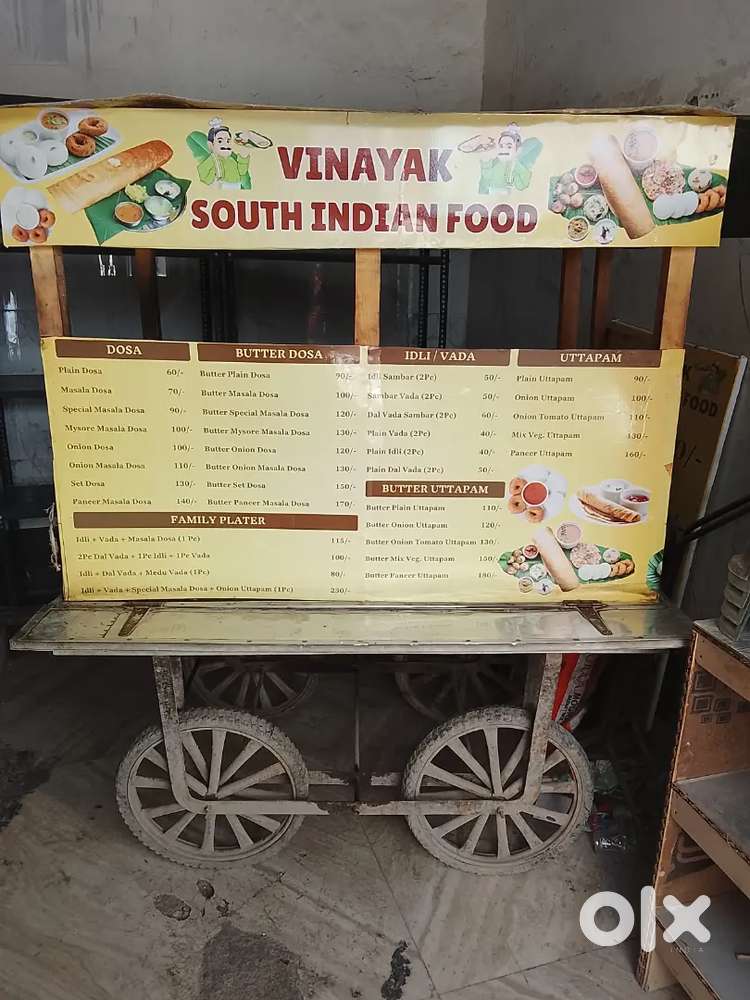 VINAYAK
SOUTH INDIAN FOOD
DOSA
Plain Dosa 60/-
Masala Dosa 70/-
Special Masala Dosa 90/-
Mysore Masala Dosa 100/-
Onion Dosa 100/-
Onion Masala Dosa 110/-
Set Dosa 130/-
Paneer Masala Dosa 140/-
BUTTER DOSA
Butter Plain Dosa 90/-
Butter Masala Dosa 100/-
Butter Special Masala Dosa 120/-
Butter Mysore Masala Dosa 130/-
Butter Onion Dosa 120/-
Butter Onion Masala Dosa 130/-
Butter Set Dosa 150/-
Butter Paneer Masala Dosa 170/-
IDLI / VADA
Idli Sambar (2Pc) 50/-
Sambar Vada (2Pc) 50/-
Dal Vada Sambar (2Pc) 60/-
Plain Vada (2Pc) 40/-
Plain Idli (2Pc) 40/-
Plain Dal Vada (2Pc) 50/-
UTTAPAM
Plain Uttapam 90/-
Onion Uttapam 100/-
Onion Tomato Uttapam 110/-
Mix Veg. Uttapam 130/-
Paneer Uttapam 160/-
BUTTER UTTAPAM
Butter Plain Uttapam 110/-
Butter Onion Uttapam 120/-
Butter Onion Tomato Uttapam 130/-
Butter Mix Veg. Uttapam 150/-
Butter Paneer Uttapam 180/-
FAMILY PLATER
Idli + Vada + Masala Dosa (1 Pc) 115/-
2Pc Dal Vada + 1Pc Idli + 1Pc Vada 100/-
Idli + Dal Vada + Medu Vada (1Pc) 80/-
Idli + Vada + Special Masala Dosa + Onion Uttapam (1Pc) 230/-
K
FOOD
0/-
olx
INDIA